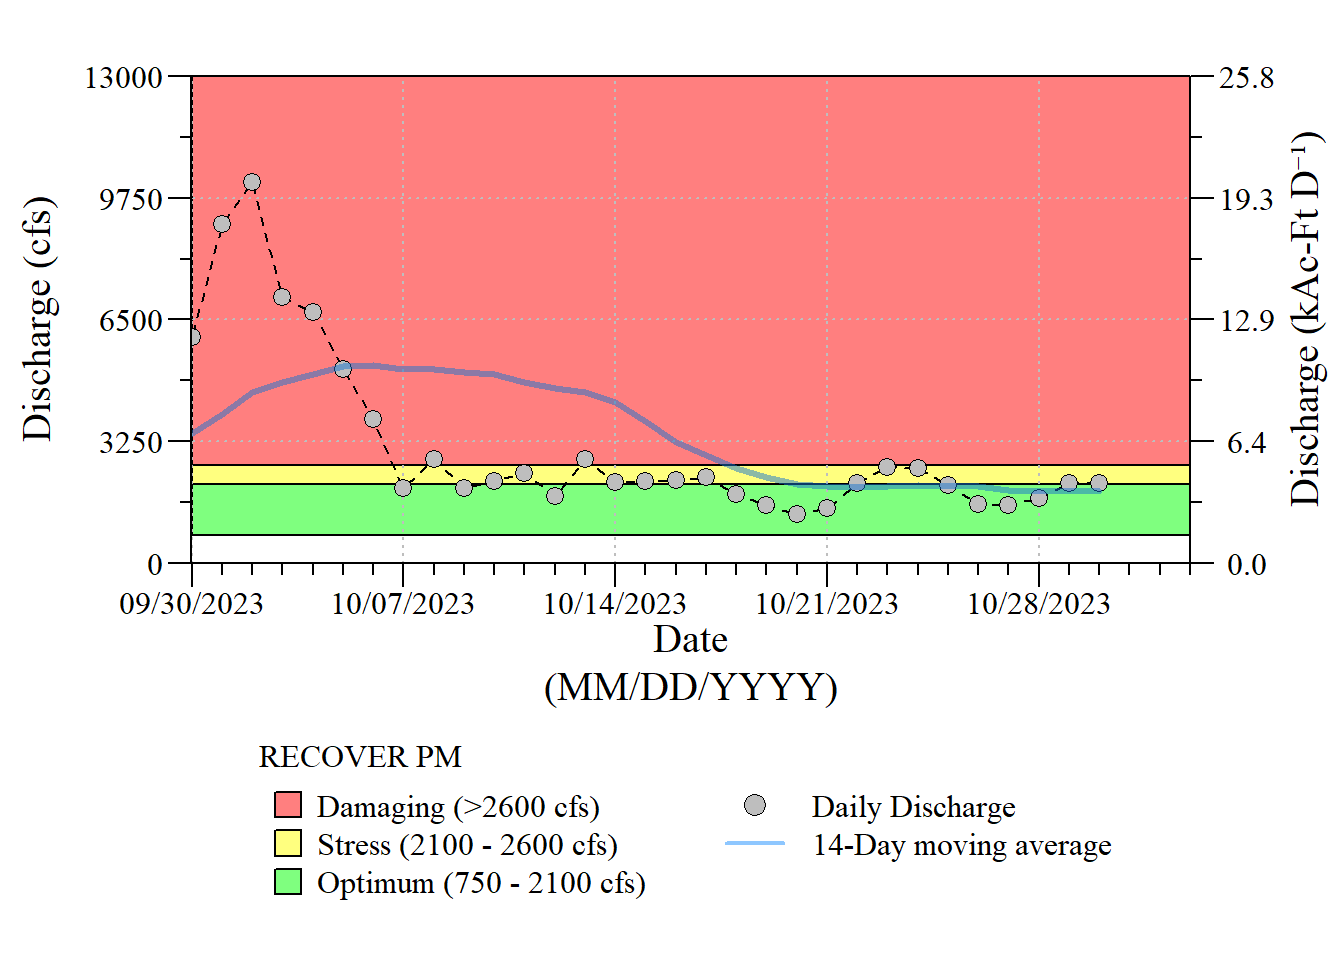 13000
9750
6500
3250
0
Discharge (cfs)
25.8
19.3
12.9
6.4
0.0
Discharge (kAc-Ft D⁻¹)
09/30/2023 10/07/2023 10/14/2023 10/21/2023 10/28/2023
Date
(MM/DD/YYYY)
RECOVER PM
Damaging (>2600 cfs)
Stress (2100 - 2600 cfs)
Optimum (750 - 2100 cfs)
Daily Discharge
14-Day moving average